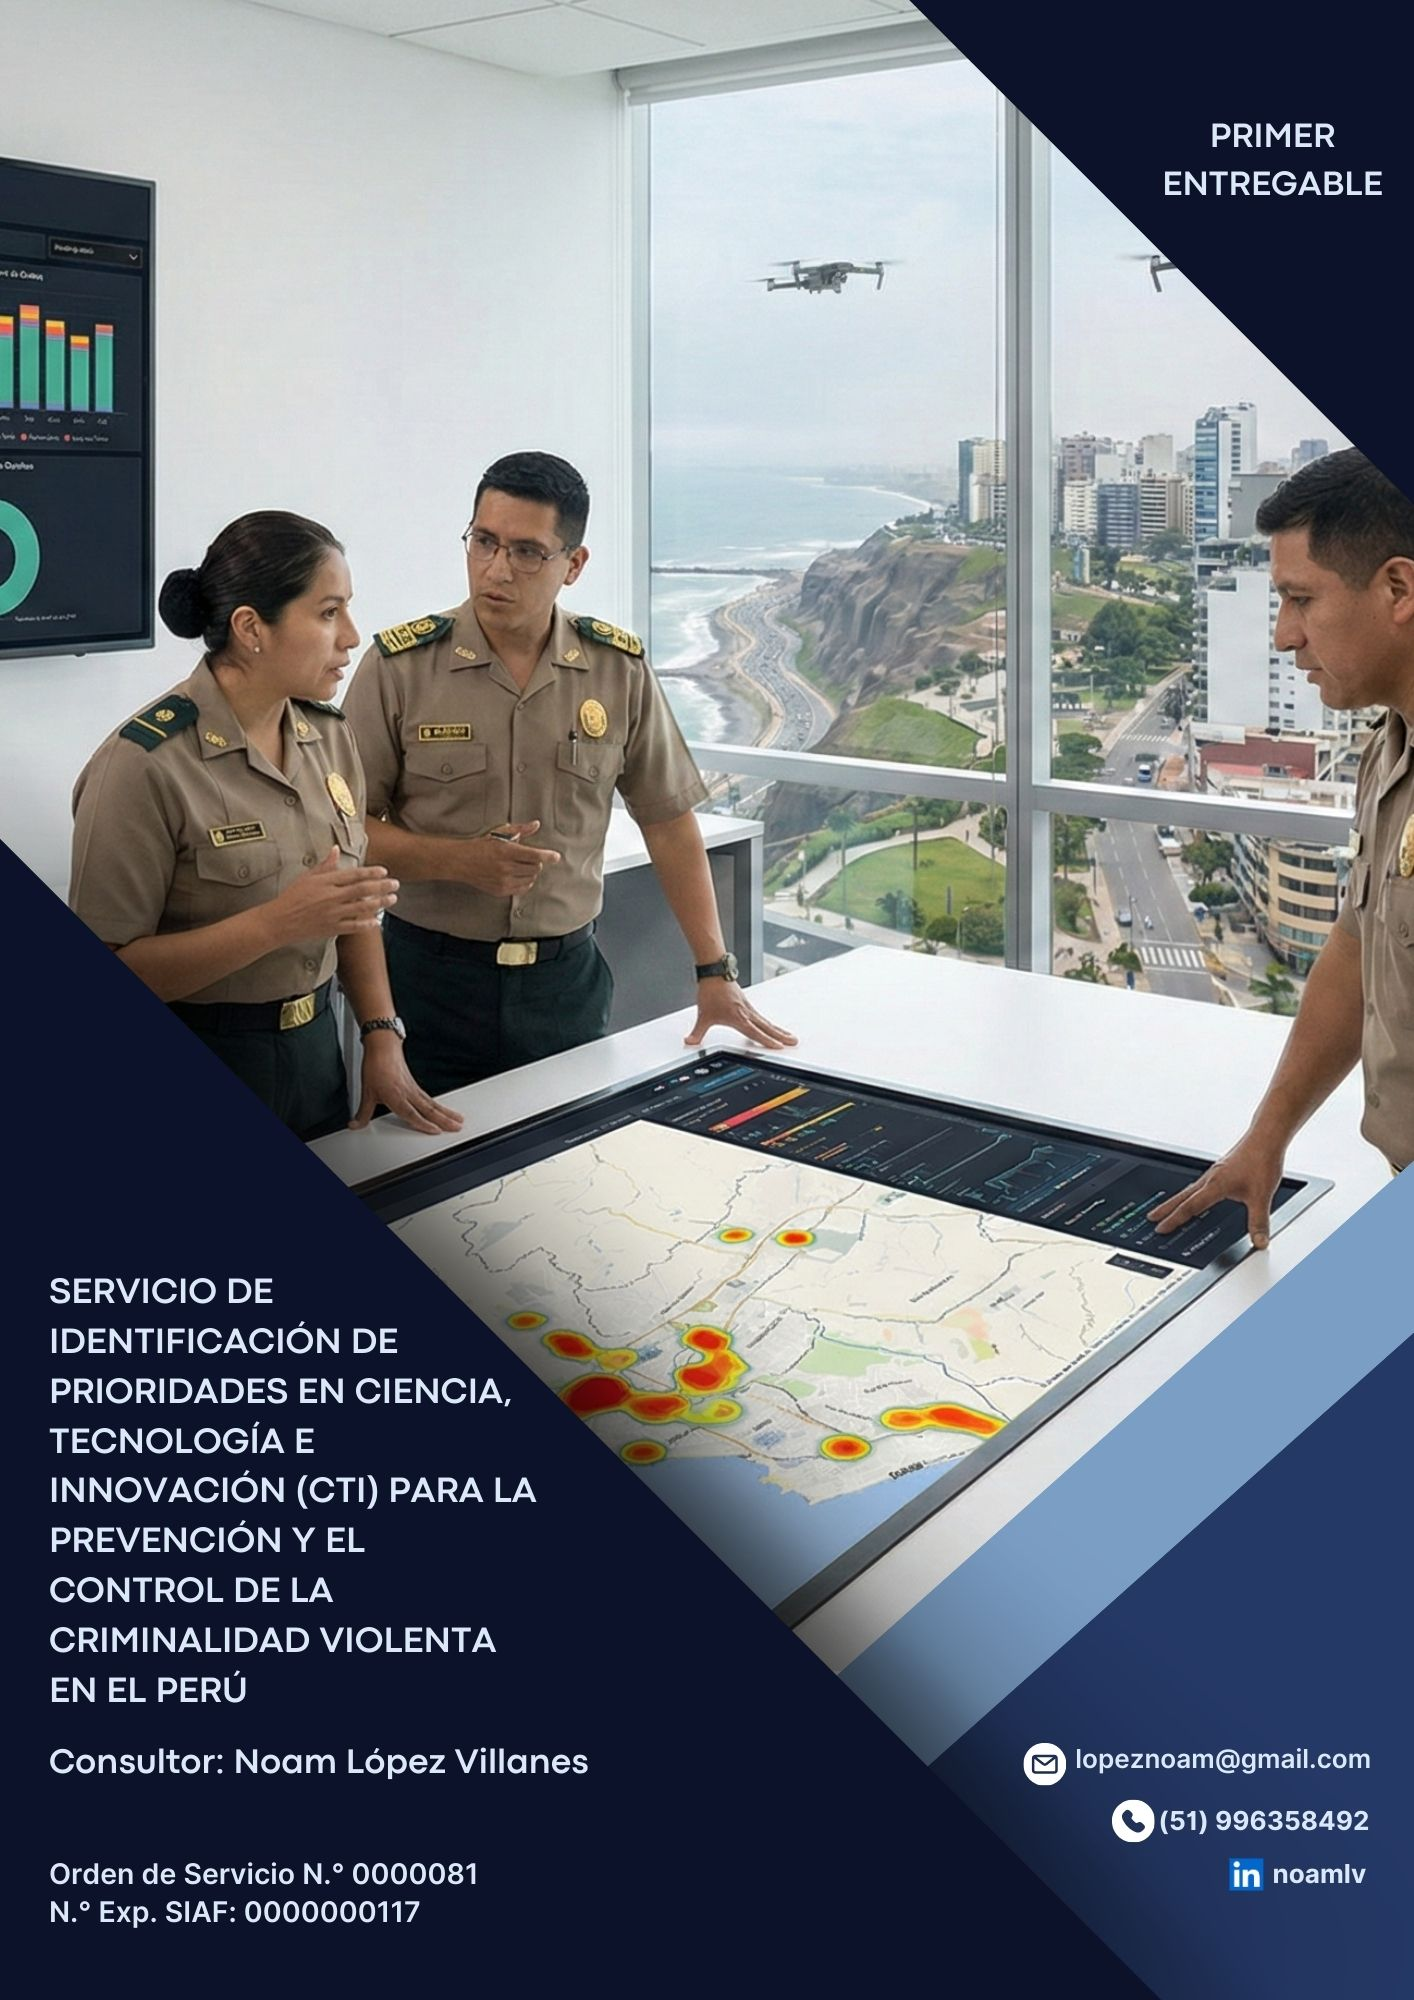 PRIMER
ENTREGABLE
SERVICIO DE
IDENTIFICACIÓN DE
PRIORIDADES EN CIENCIA,
TECNOLOGÍA E
INNOVACIÓN (CTI) PARA LA
PREVENCIÓN Y EL
CONTROL DE LA
CRIMINALIDAD VIOLENTA
EN EL PERÚ
Consultor: Noam López Villanes
Orden de Servicio N.° 0000081
N.° Exp. SIAF: 0000000117
lopeznoam@gmail.com
(51) 996358492
in noamlv